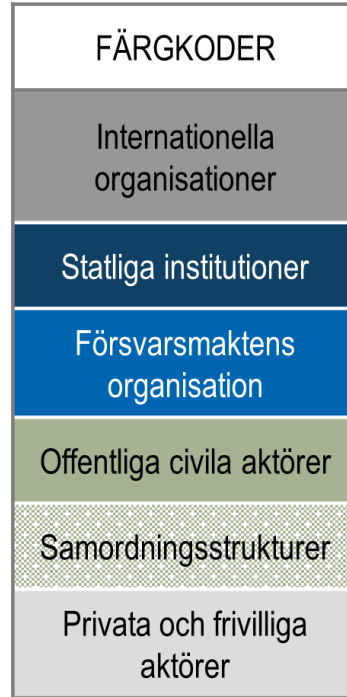 FÄRGKODER
Internationella
organisationer
Statliga institutioner
Försvarsmaktens
organisation
Offentliga civila aktörer
Samordningsstrukturer
Privata och frivilliga
aktörer